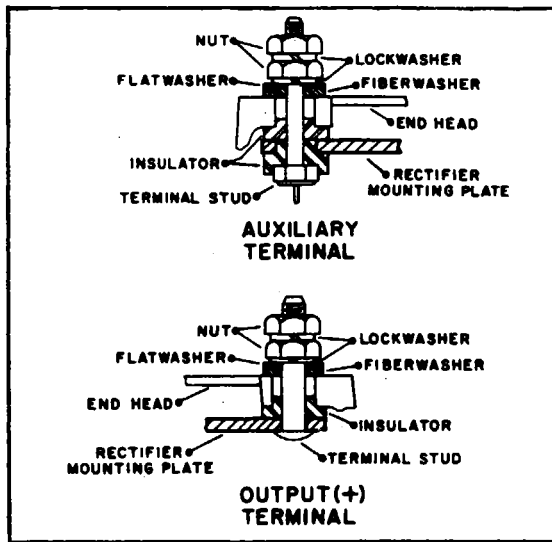 NUT
LOCKWASHER
FLATWASHER
FIBERWASHER
END HEAD
INSULATOR
RECTIFIER
MOUNTING PLATE
TERMINAL STUD
AUXILIARY
TERMINAL
NUT
LOCKWASHER
FLATWASHER
FIBERWASHER
END HEAD
INSULATOR
RECTIFIER
MOUNTING PLATE
TERMINAL STUD
OUTPUT(+)
TERMINAL